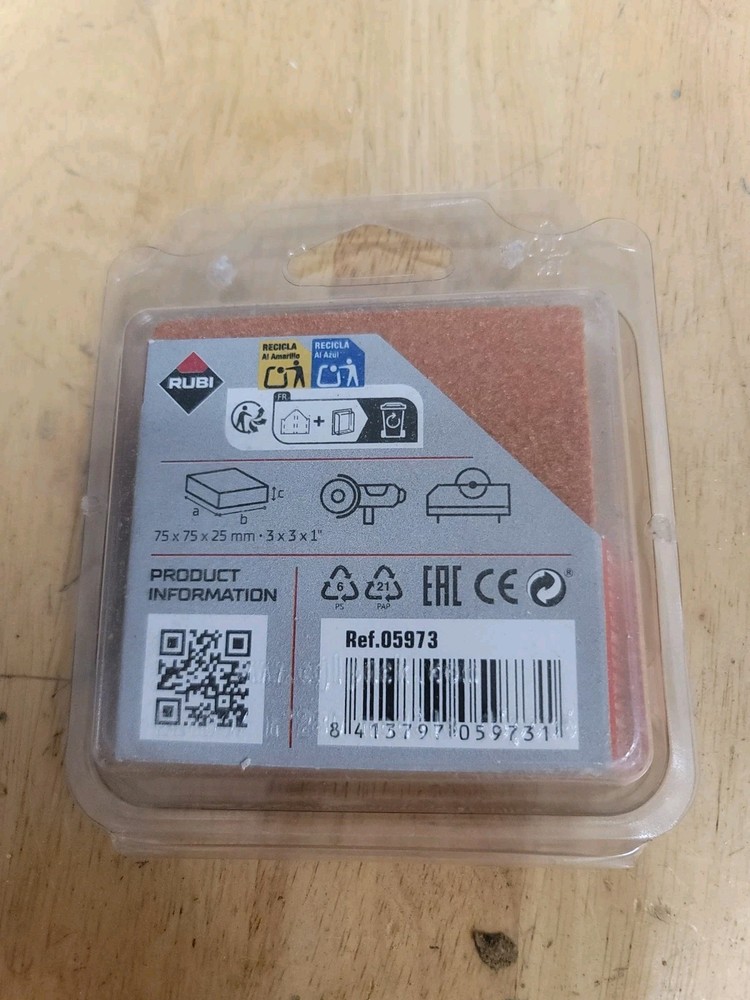 RUBI
RECICLA
Al Amarillo
RECICLA
Al Azul
FR
+
a
b
c
75 x 75 x 25 mm · 3 x 3 x 1"
PRODUCT
INFORMATION
6
PS
21
PAP
EAC
CE
®
Ref.05973
8 413797 059731